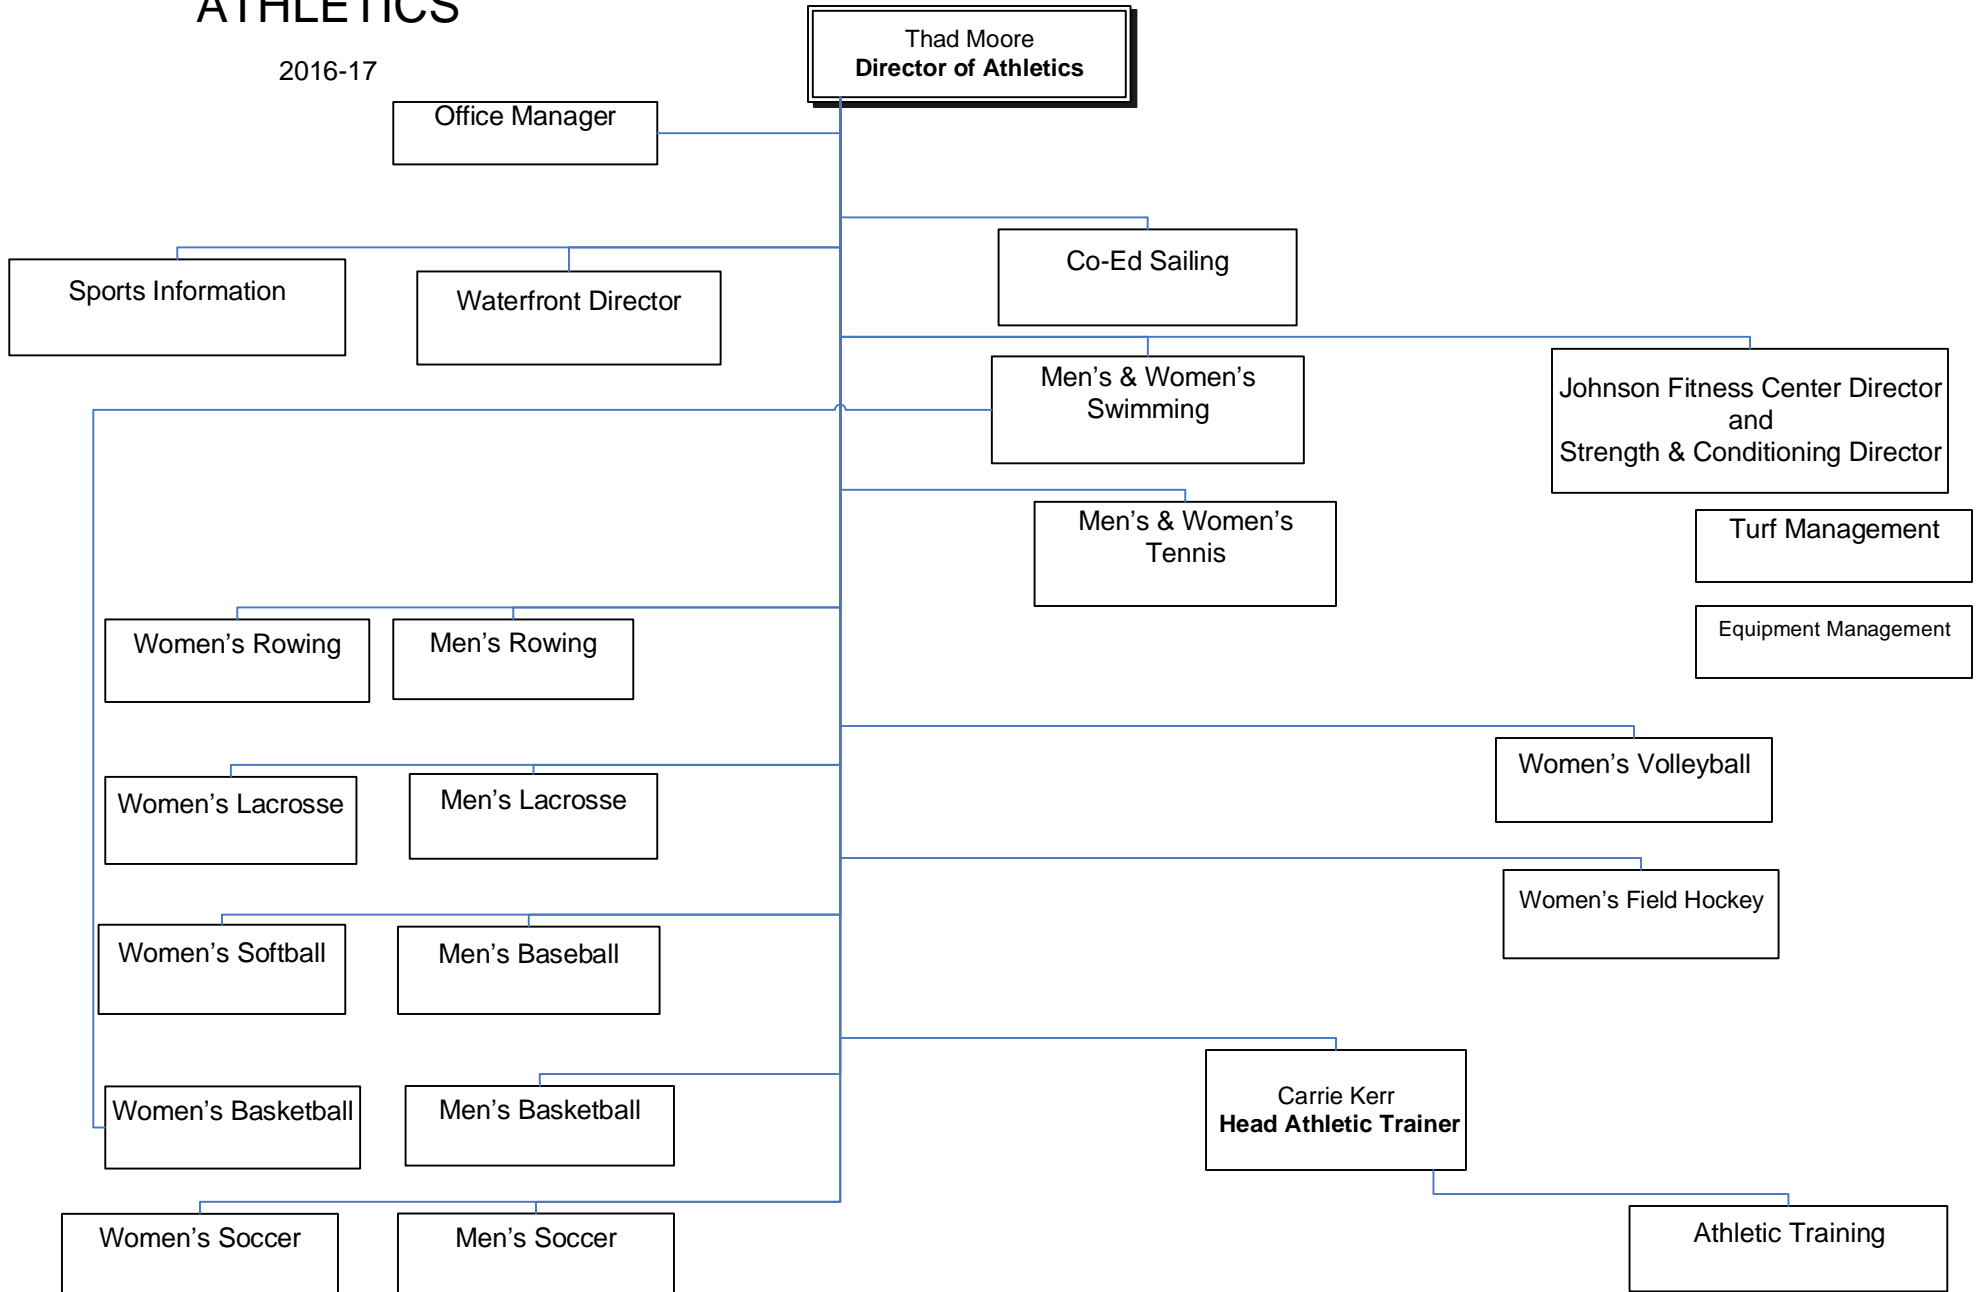 ATHLETICS
2016-17
Thad Moore
Director of Athletics
Office Manager
Sports Information
Waterfront Director
Co-Ed Sailing
Men’s & Women’s
Swimming
Johnson Fitness Center Director
and
Strength & Conditioning Director
Men’s & Women’s
Tennis
Turf Management
Equipment Management
Women’s Rowing
Men’s Rowing
Women’s Volleyball
Women’s Lacrosse
Men’s Lacrosse
Women’s Field Hockey
Women’s Softball
Men’s Baseball
Women’s Basketball
Men’s Basketball
Carrie Kerr
Head Athletic Trainer
Women’s Soccer
Men’s Soccer
Athletic Training